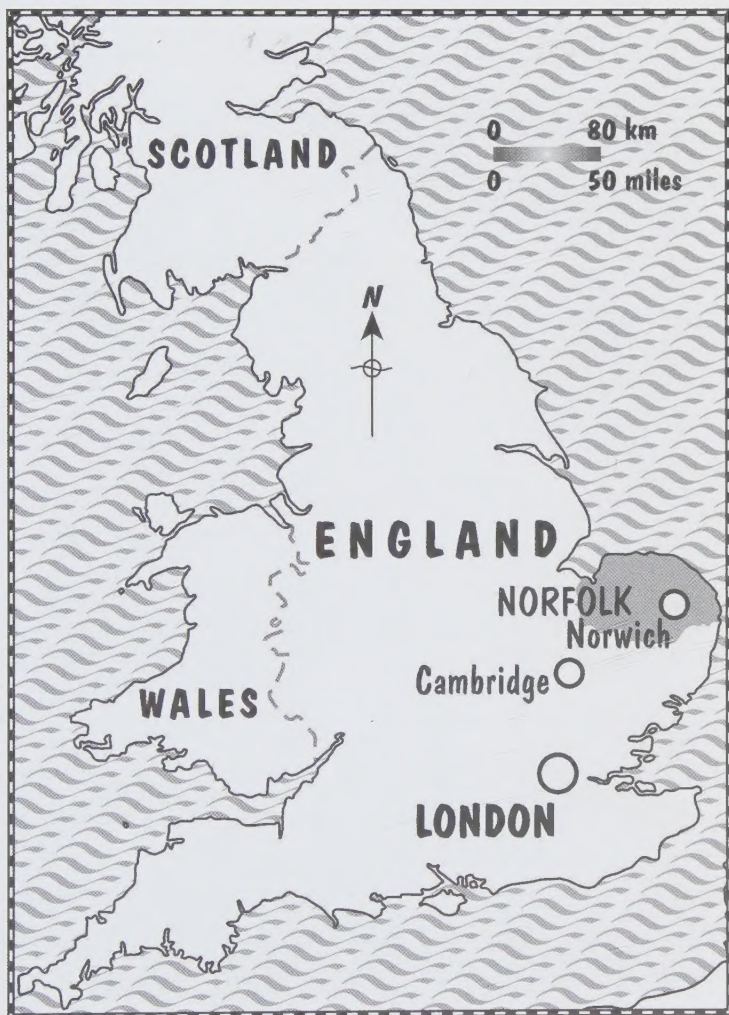 SCOTLAND
0 80 km
0 50 miles
N
ENGLAND
NORFOLK
Norwich
Cambridge
WALES
LONDON